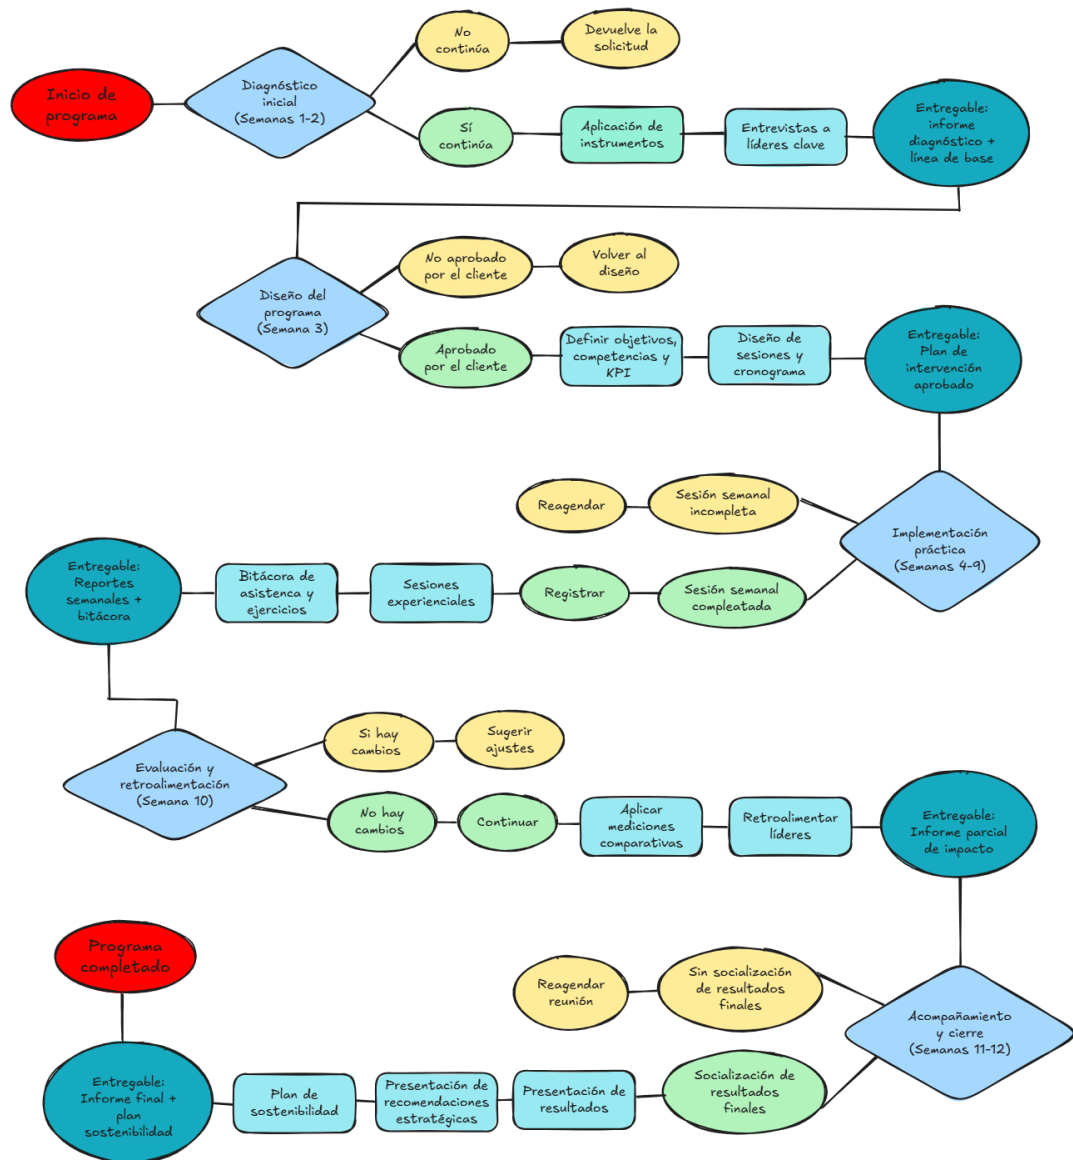 No
continúa
Devuelve la
solicitud
Inicio de
programa
Diagnóstico
inicial
(Semanas 1-2)
Sí
continúa
Aplicación de
instrumentos
Entrevistas a
líderes clave
Entregable:
informe
diagnóstico +
línea de base
No aprobado
por el cliente
Volver al
diseño
Diseño del
programa
(Semana 3)
Aprobado
por el cliente
Definir objetivos,
competencias y
KPI
Diseño de
sesiones y
cronograma
Entregable:
Plan de
intervención
aprobado
Reagendar
Sesión semanal
incompleta
Implementación
práctica
(Semanas 4-9)
Sesión semanal
compleatada
Registrar
Sesiones
experienciales
Bitácora de
asistenca y
ejercicios
Entregable:
Reportes
semanales +
bitácora
Si hay
cambios
Sugerir
ajustes
Evaluación y
retroalimentación
(Semana 10)
No hay
cambios
Continuar
Aplicar
mediciones
comparativas
Retroalimentar
líderes
Entregable:
Informe parcial
de impacto
Reagendar
reunión
Sin socialización
de resultados
finales
Acompañamiento
y cierre
(Semanas 11-12)
Socialización de
resultados
finales
Presentación de
resultados
Presentación de
recomendaciones
estratégicas
Plan de
sostenibilidad
Entregable:
Informe final +
plan
sostenibilidad
Programa
completado